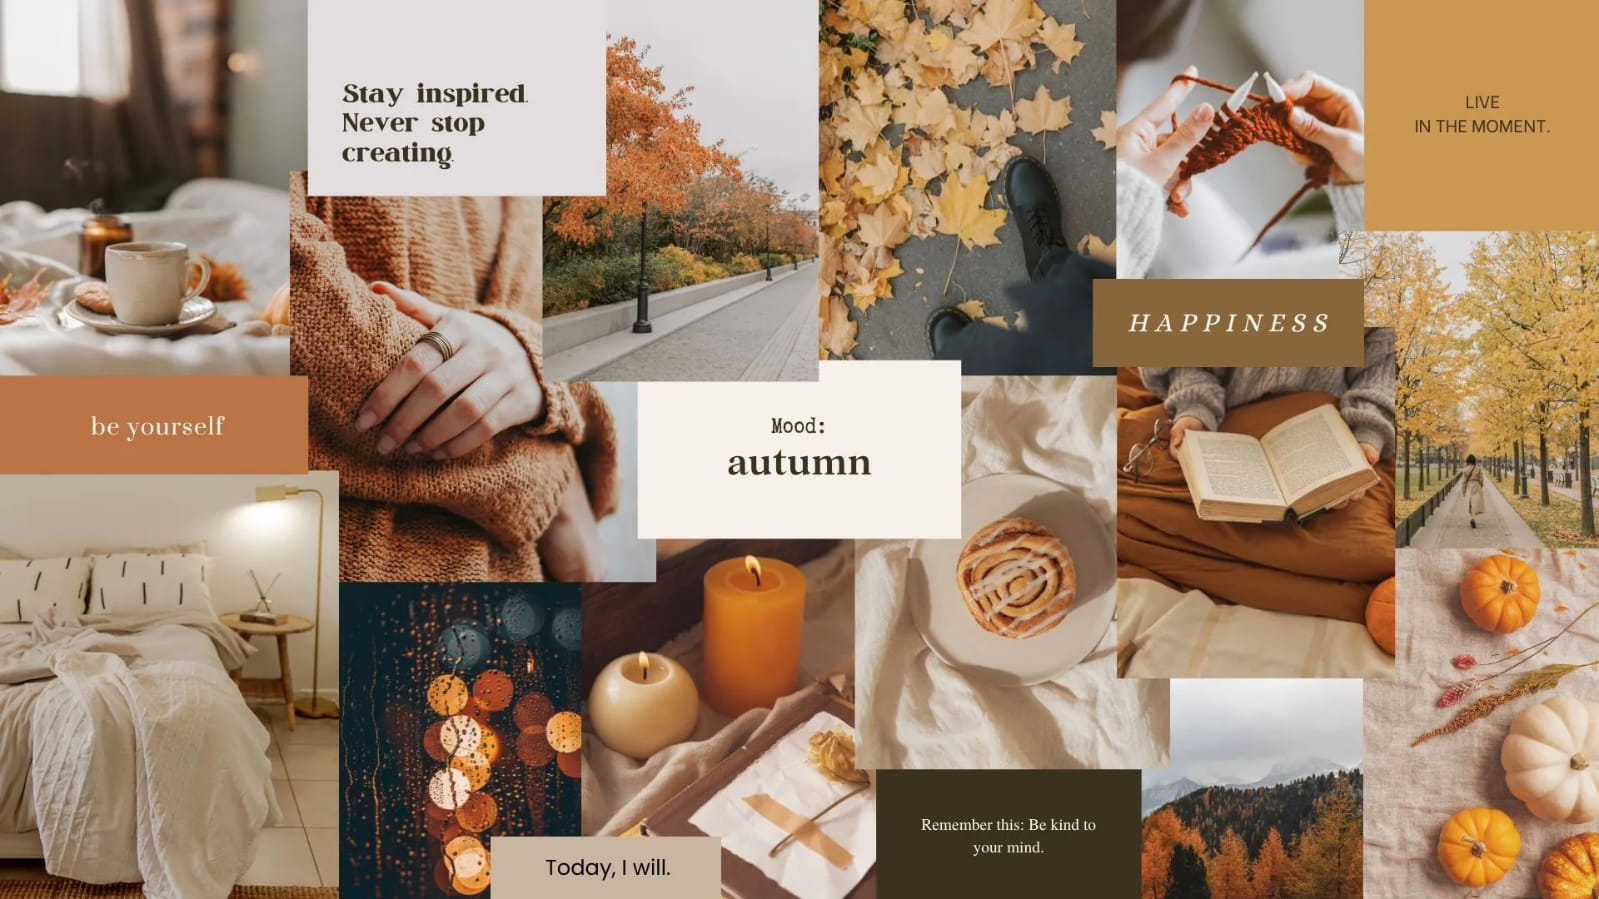 Stay inspired.
Never stop
creating.
LIVE
IN THE MOMENT.
HAPPINESS
be yourself
Mood:
autumn
Today, I will.
Remember this: Be kind to
your mind.